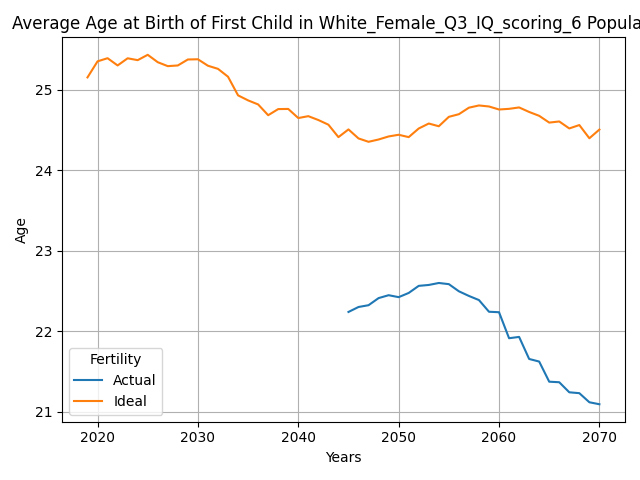 Average Age at Birth of First Child in White_Female_Q3_IQ_scoring_6 Popula
25
24
23
22
21
Age
Fertility
Actual
Ideal
2020 2030 2040 2050 2060 2070
Years